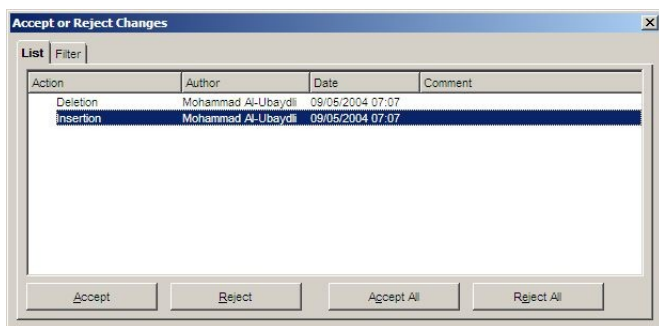 Accept or Reject Changes
List Filter
Action Author Date Comment
Deletion Mohammad Al-Ubaydli 09/05/2004 07:07
Insertion Mohammad Al-Ubaydli 09/05/2004 07:07
Accept Reject Accept All Reject All